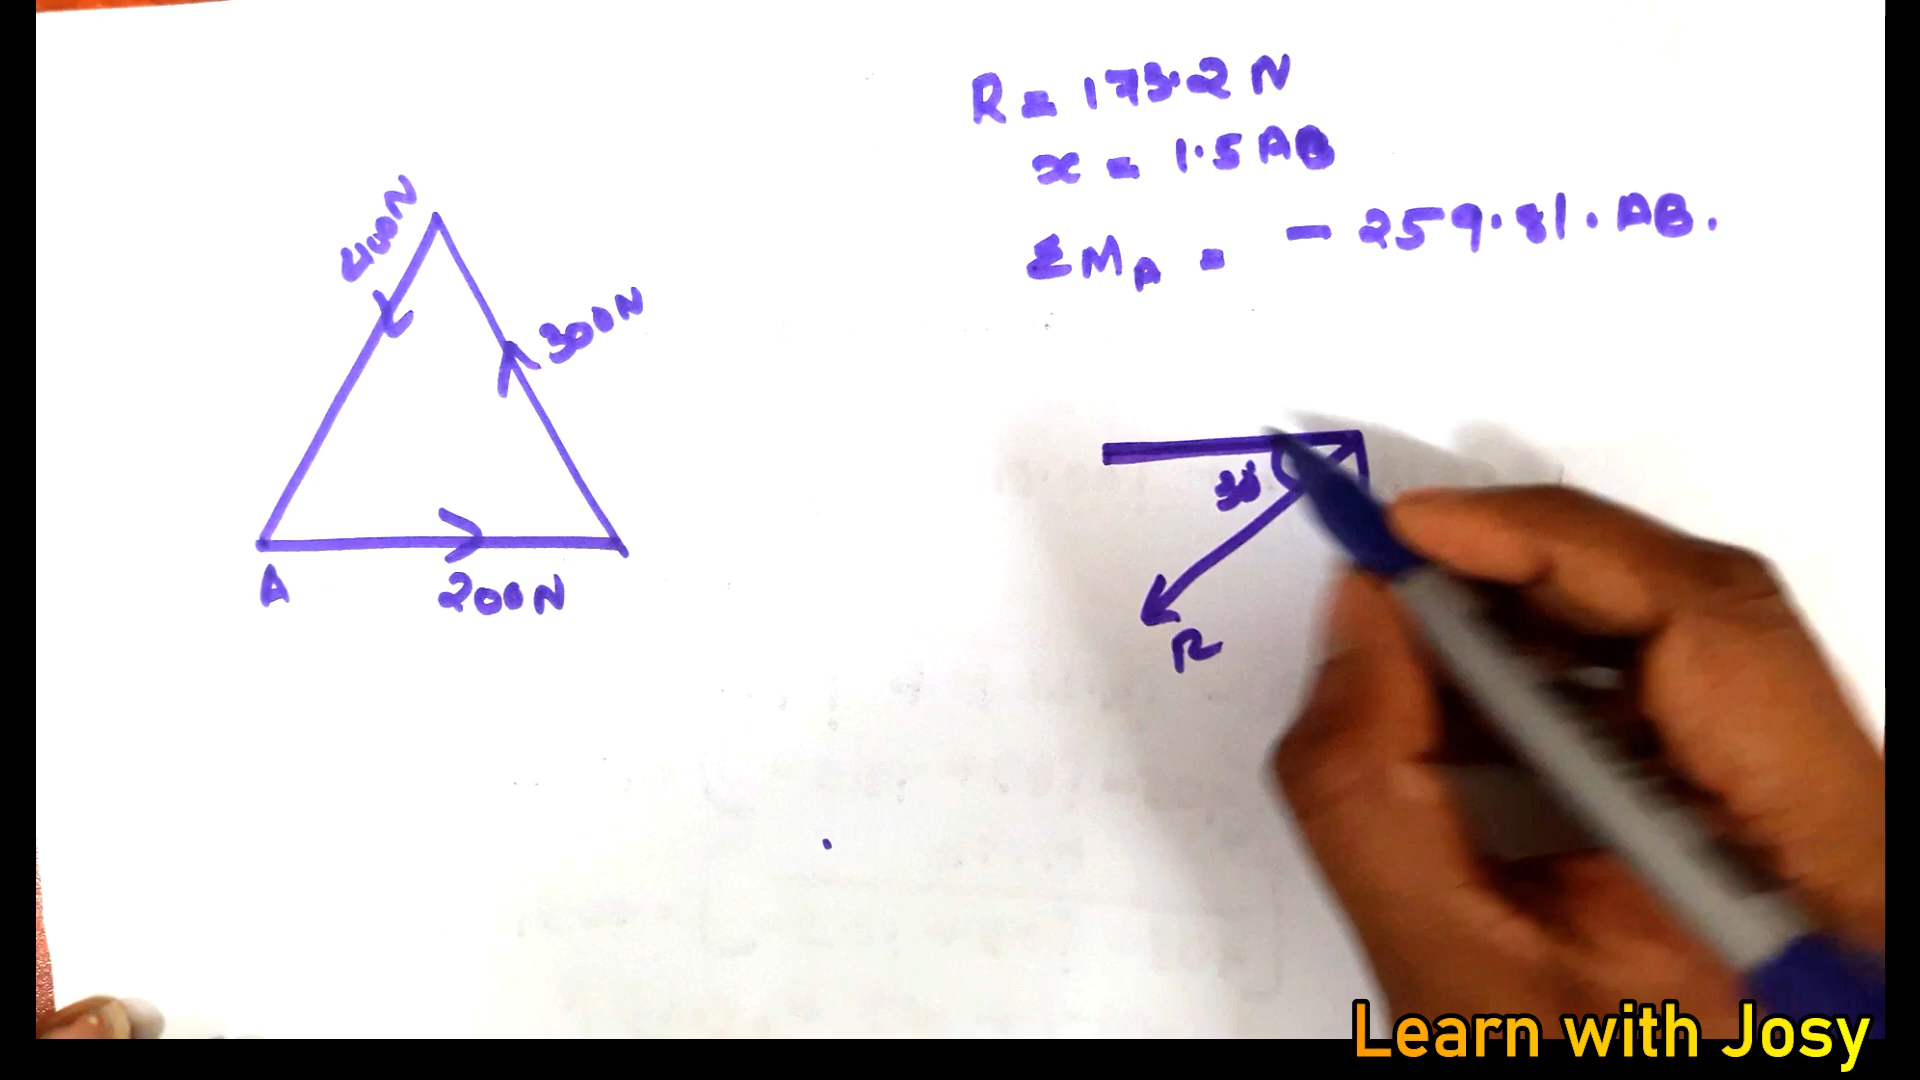 R = 173.2 N
x = 1.5 AB
ΣM_A = - 259.81. AB.
400N
300N
A
200N
30°
R
Learn with Josy